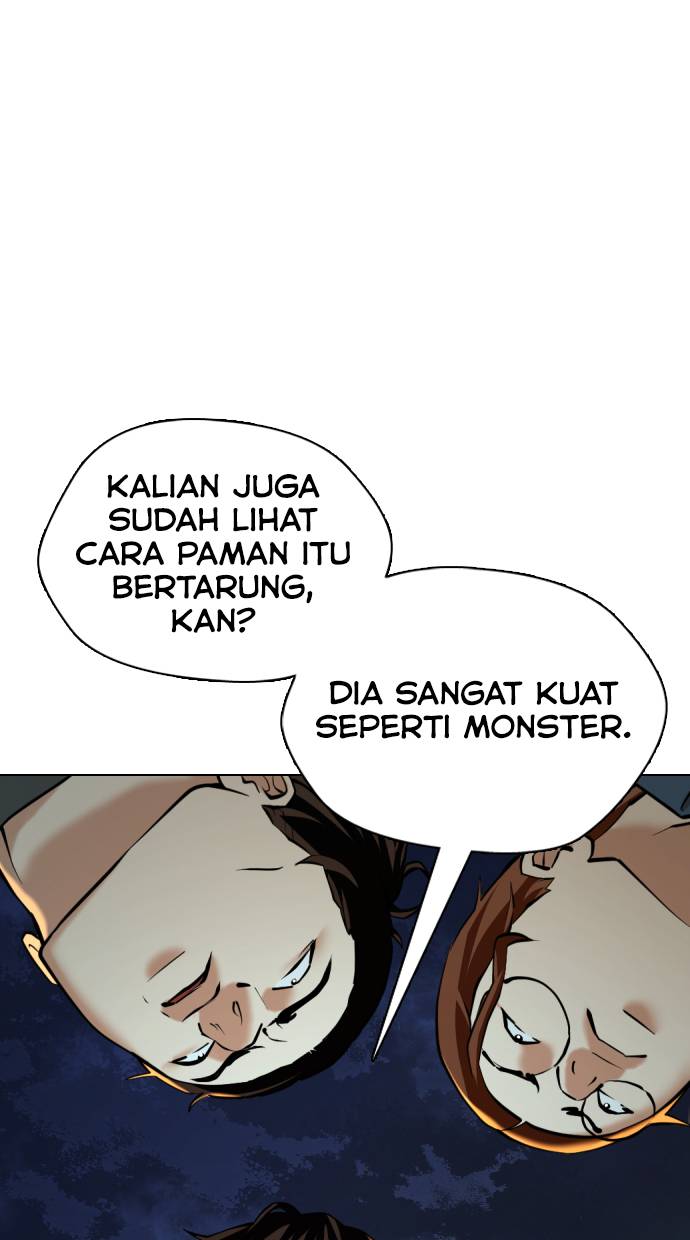 KALIAN JUGA
SUDAH LIHAT
CARA PAMAN ITU
BERTARUNG,
KAN?
DIA SANGAT KUAT
SEPERTI MONSTER.